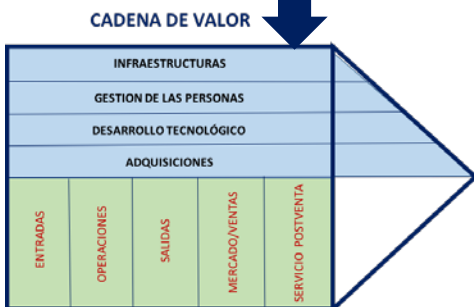 CADENA DE VALOR
INFRAESTRUCTURAS
GESTION DE LAS PERSONAS
DESARROLLO TECNOLÓGICO
ADQUISICIONES
ENTRADAS
OPERACIONES
SALIDAS
MERCADO/VENTAS
SERVICIO POSTVENTA